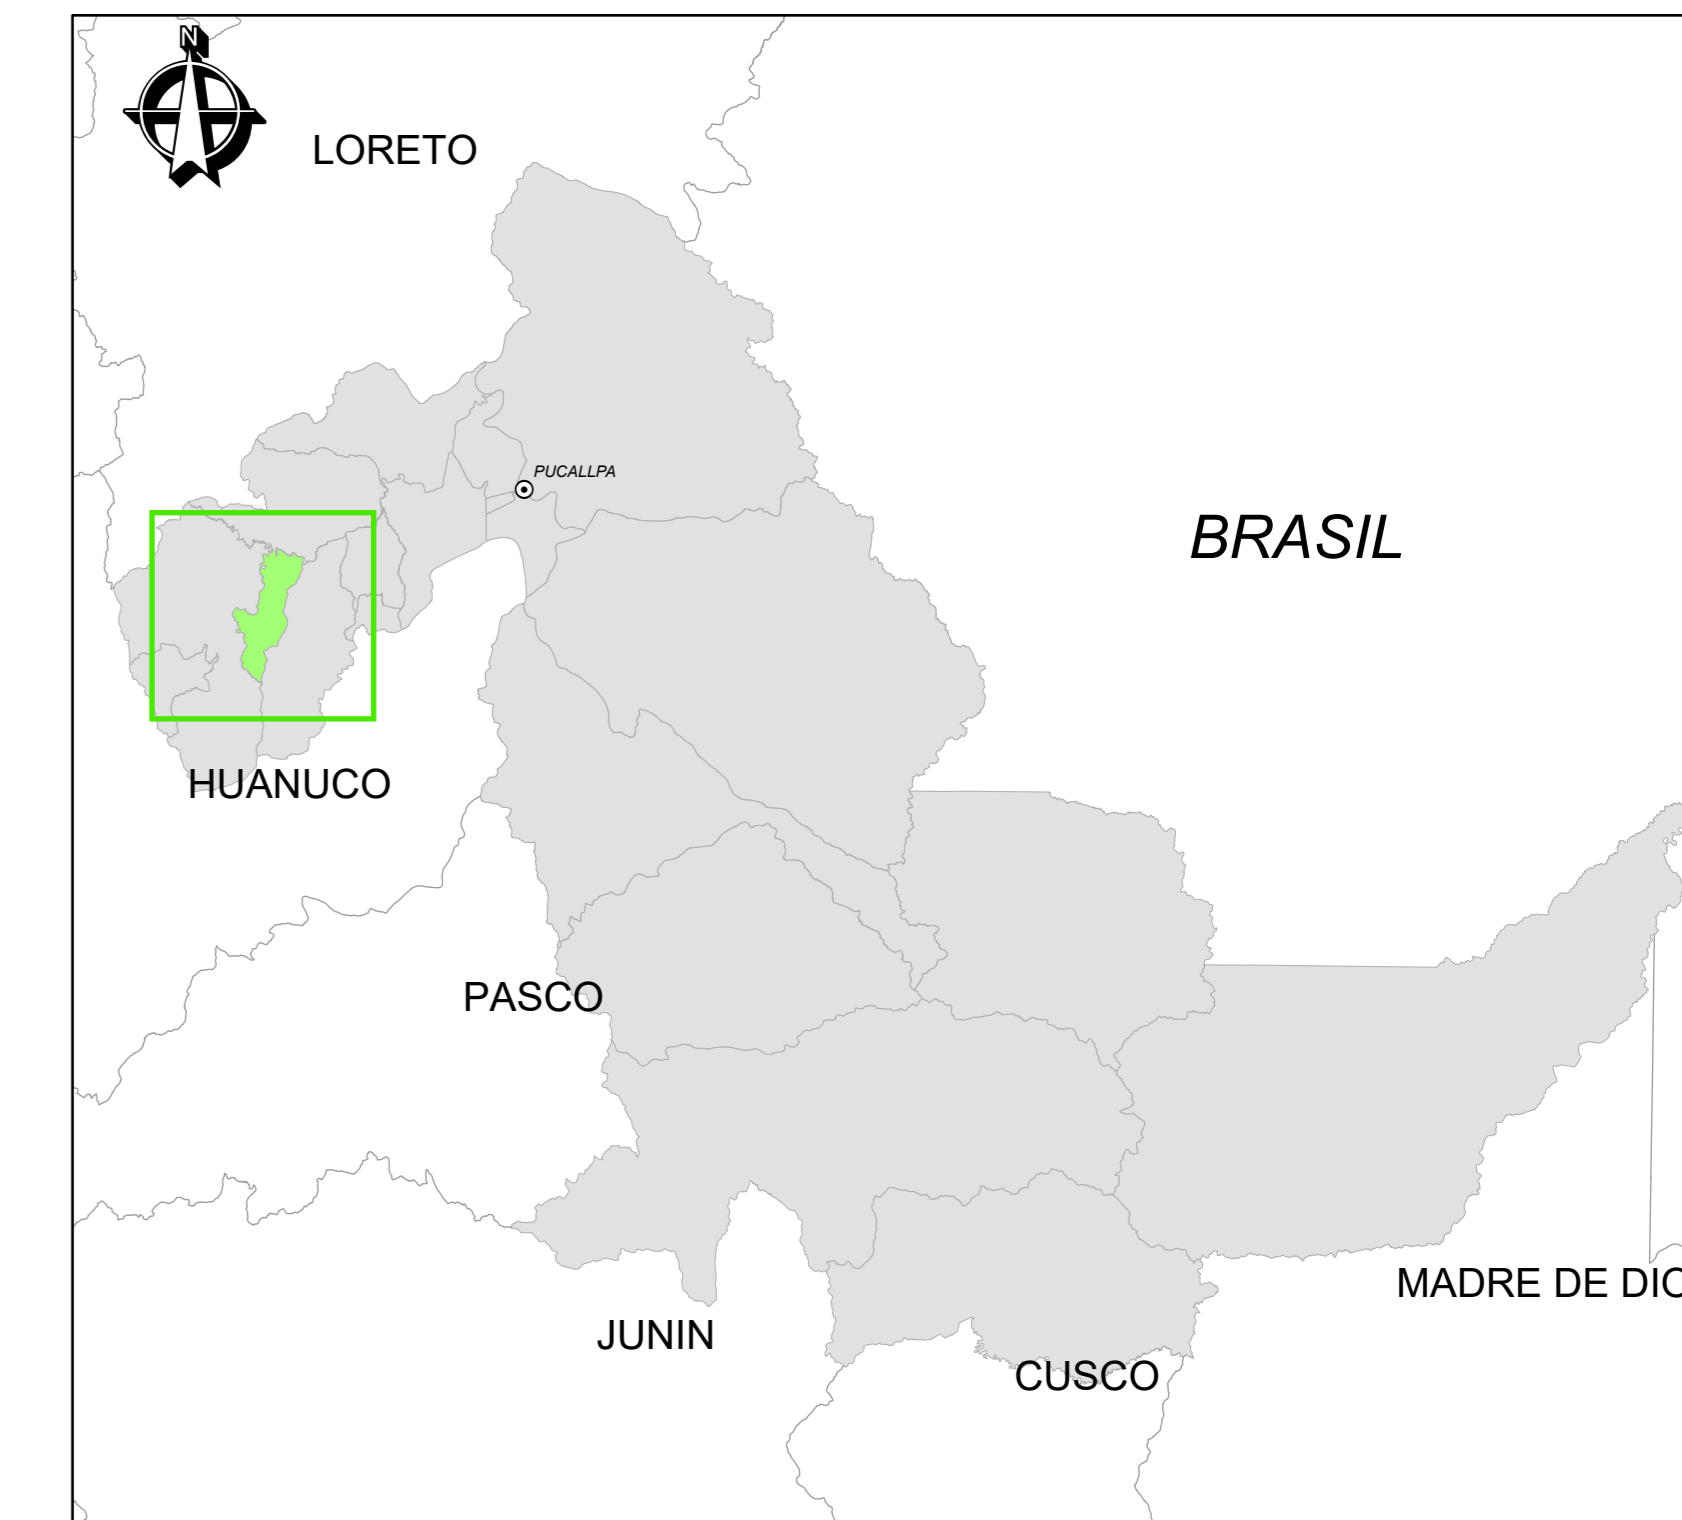 N
LORETO
PUCALLPA
BRASIL
HUANUCO
PASCO
MADRE DE DIO
JUNIN
CUSCO